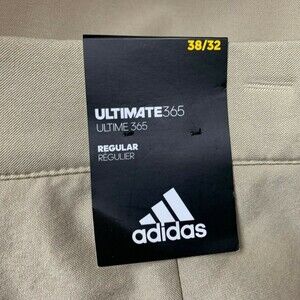 38/32
ULTIMATE365
ULTIME 365
REGULAR
RÉGULIER
adidas